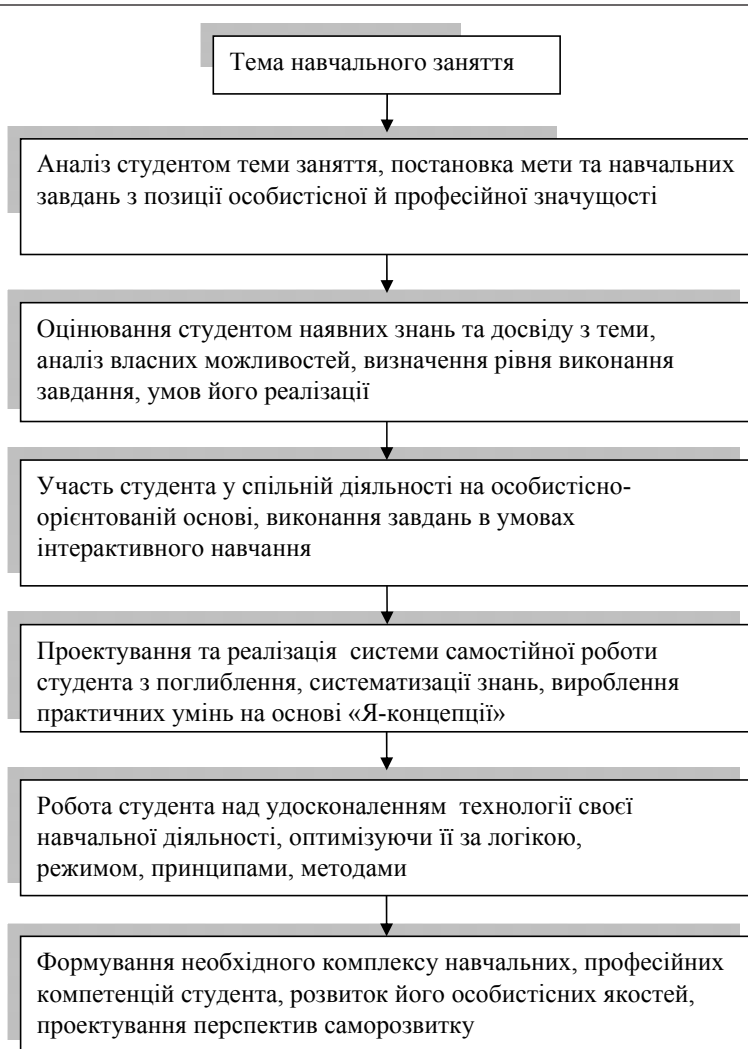 Тема навчального заняття
Аналіз студентом теми заняття, постановка мети та навчальних
завдань з позиції особистісної й професійної значущості
Оцінювання студентом наявних знань та досвіду з теми,
аналіз власних можливостей, визначення рівня виконання
завдання, умов його реалізації
Участь студента у спільній діяльності на особистісно-
орієнтованій основі, виконання завдань в умовах
інтерактивного навчання
Проектування та реалізація системи самостійної роботи
студента з поглиблення, систематизації знань, вироблення
практичних умінь на основі «Я-концепції»
Робота студента над удосконаленням технології своєї
навчальної діяльності, оптимізуючи її за логікою,
режимом, принципами, методами
Формування необхідного комплексу навчальних, професійних
компетенцій студента, розвиток його особистісних якостей,
проектування перспектив саморозвитку